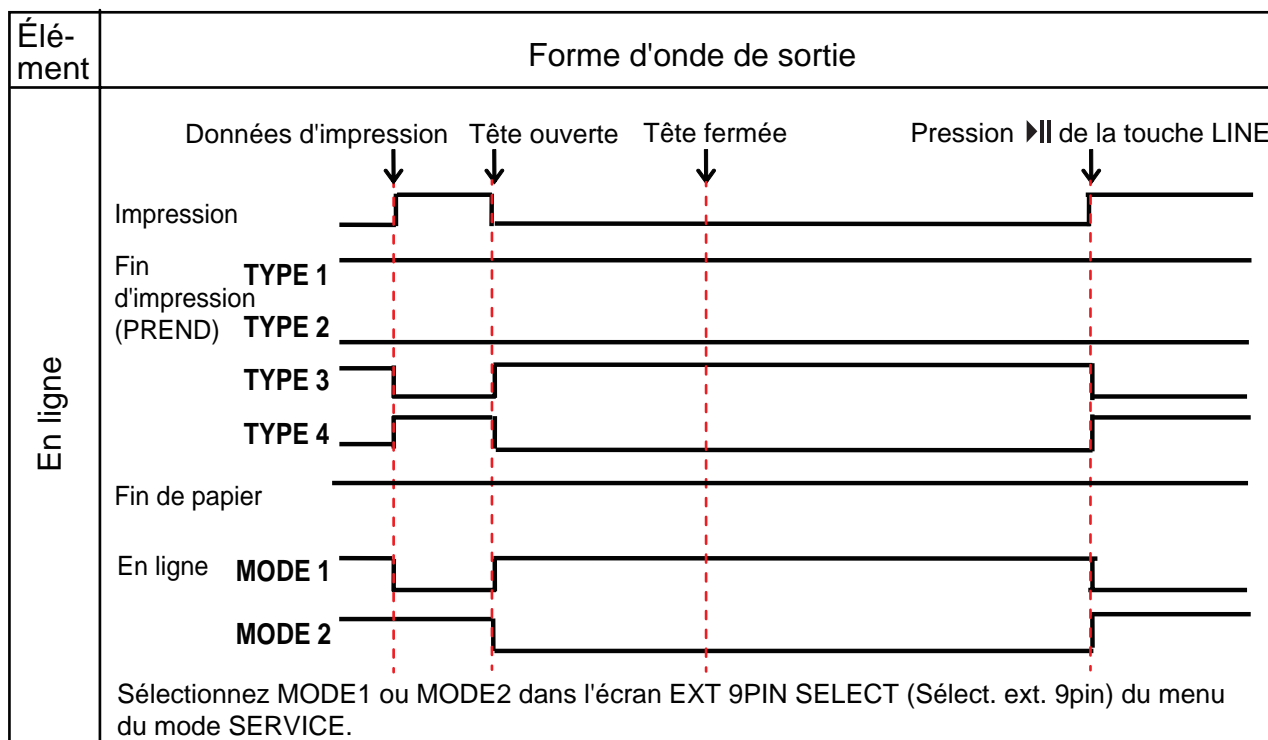 Élé-
ment
Forme d'onde de sortie
En ligne
Données d'impression
Tête ouverte
Tête fermée
Pression de la touche LINE
Impression
Fin
d'impression
(PREND)
TYPE 1
TYPE 2
TYPE 3
TYPE 4
Fin de papier
En ligne
MODE 1
MODE 2
Sélectionnez MODE1 ou MODE2 dans l'écran EXT 9PIN SELECT (Sélect. ext. 9pin) du menu
du mode SERVICE.